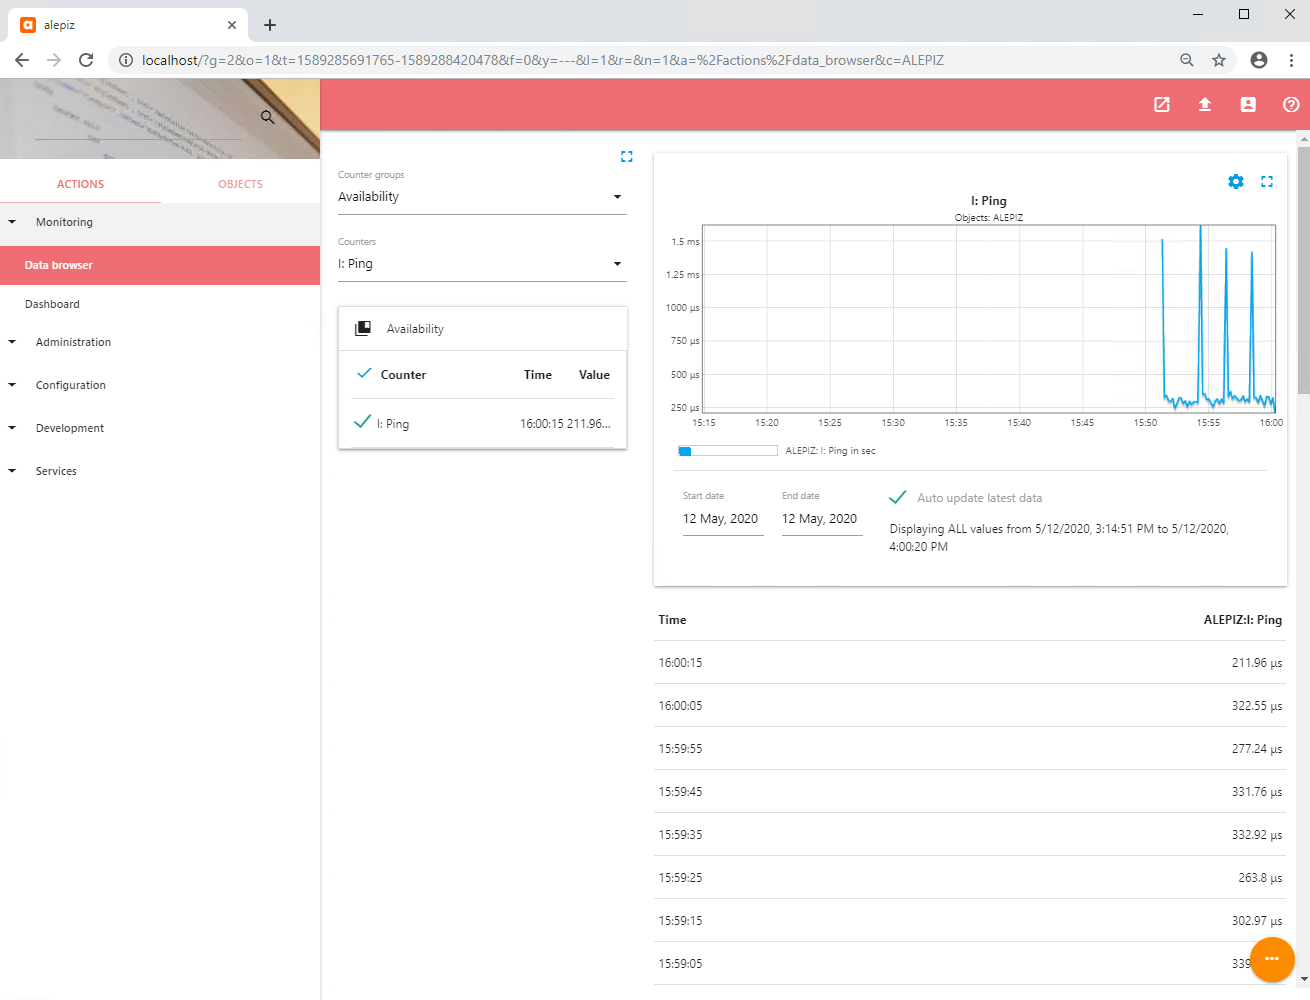 alepiz
localhost/?g=2&o=1&t=1589285691765-1589288420478&f=0&y=---&l=1&r=&n=1&a=%2Factions%2Fdata_browser&c=ALEPIZ
ACTIONS
OBJECTS
Monitoring
Data browser
Dashboard
Administration
Configuration
Development
Services
Counter groups
Availability
Counters
I: Ping
Availability
Counter Time Value
I: Ping 16:00:15 211.96...
I: Ping
Objects: ALEPIZ
1.5 ms
1.25 ms
1000 µs
750 µs
500 µs
250 µs
15:15 15:20 15:25 15:30 15:35 15:40 15:45 15:50 15:55 16:00
ALEPIZ: I: Ping in sec
Start date
12 May, 2020
End date
12 May, 2020
Auto update latest data
Displaying ALL values from 5/12/2020, 3:14:51 PM to 5/12/2020,
4:00:20 PM
Time ALEPIZ:I: Ping
16:00:15 211.96 µs
16:00:05 322.55 µs
15:59:55 277.24 µs
15:59:45 331.76 µs
15:59:35 332.92 µs
15:59:25 263.8 µs
15:59:15 302.97 µs
15:59:05 339